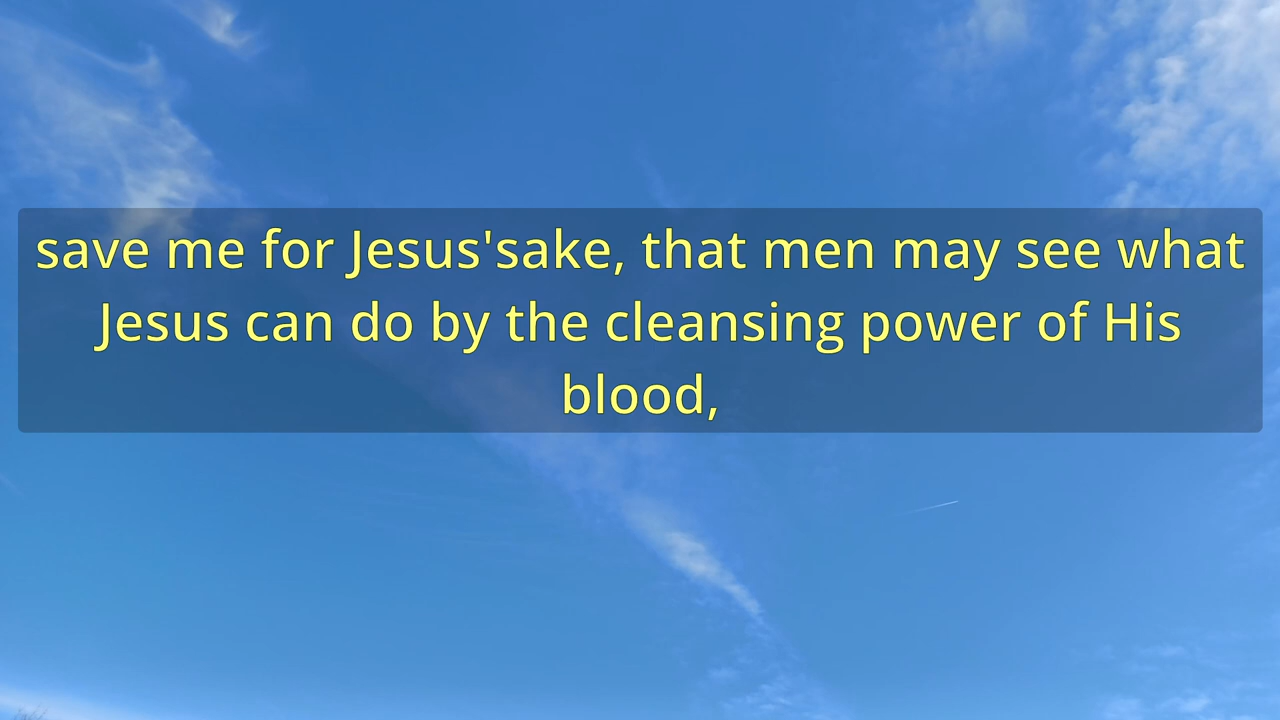 save me for Jesus'sake, that men may see what
Jesus can do by the cleansing power of His
blood,